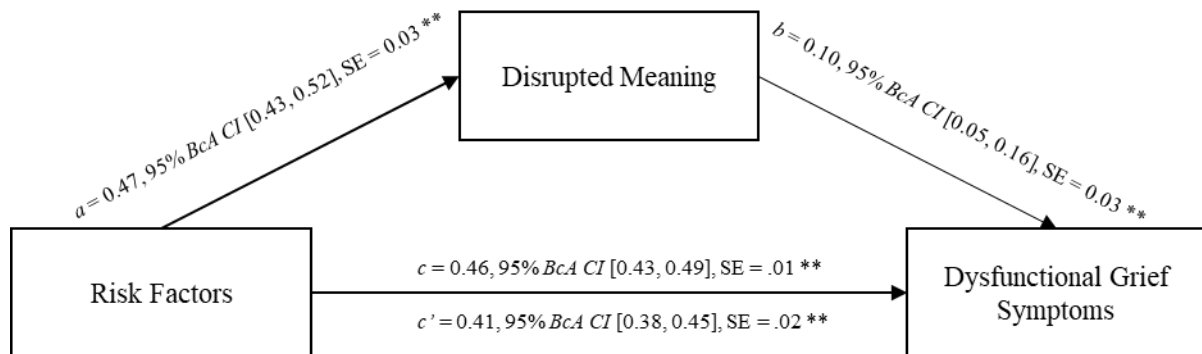 a = 0.47, 95% BcA CI [0.43, 0.52], SE = 0.03 **
Disrupted Meaning
b = 0.10, 95% BcA CI [0.05, 0.16], SE = 0.03 **
Risk Factors
c = 0.46, 95% BcA CI [0.43, 0.49], SE = .01 **
c’ = 0.41, 95% BcA CI [0.38, 0.45], SE = .02 **
Dysfunctional Grief
Symptoms